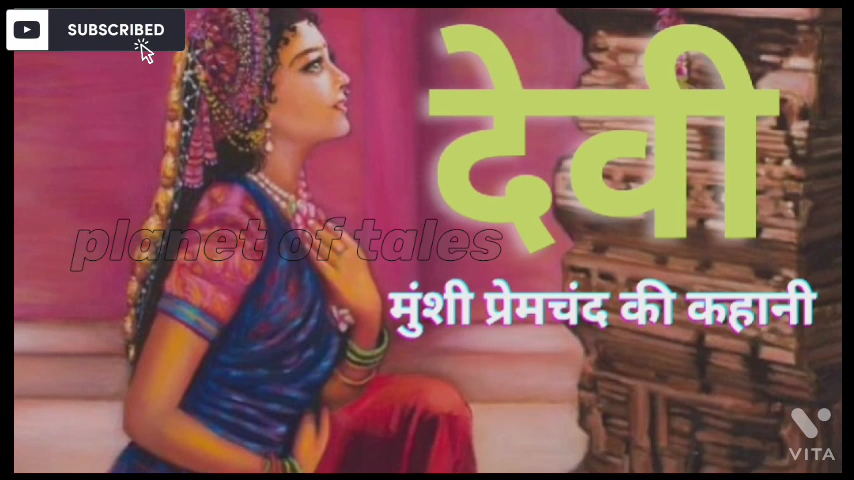 SUBSCRIBED
देवी
planet of tales
मुंशी प्रेमचंद की कहानी
VITA